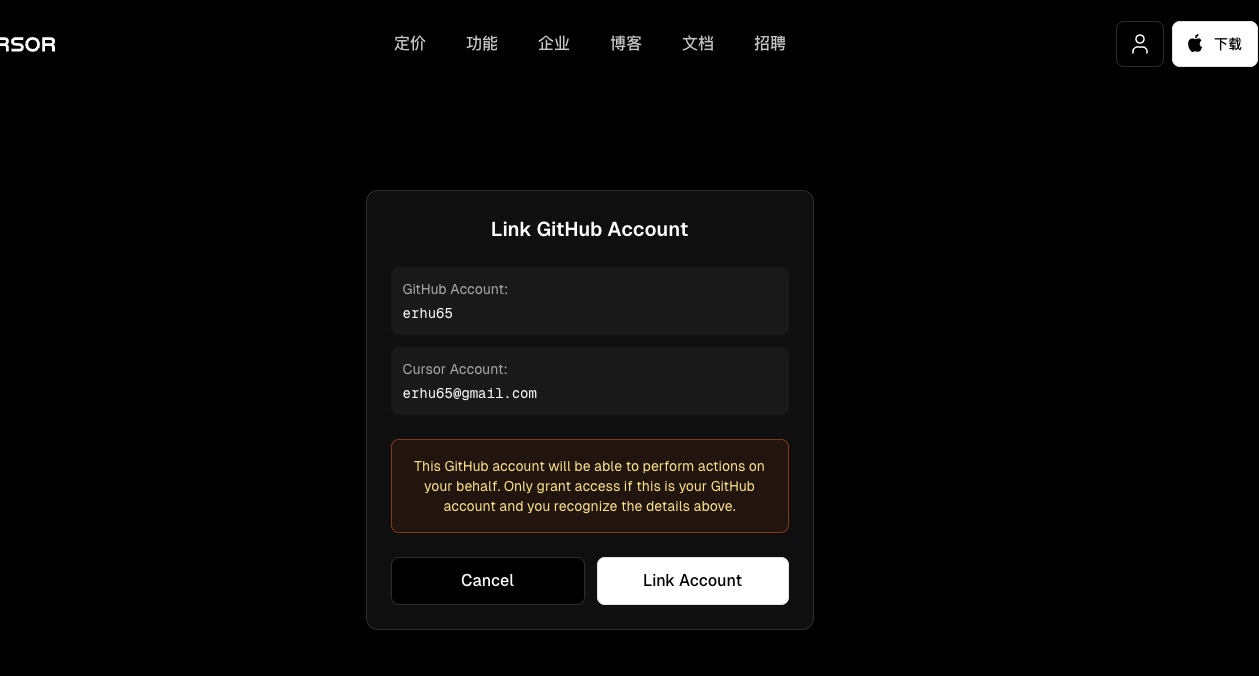 RSOR 定价 功能 企业 博客 文档 招聘 下载
Link GitHub Account
GitHub Account:
erhu65
Cursor Account:
erhu65@gmail.com
This GitHub account will be able to perform actions on
your behalf. Only grant access if this is your GitHub
account and you recognize the details above.
Cancel Link Account